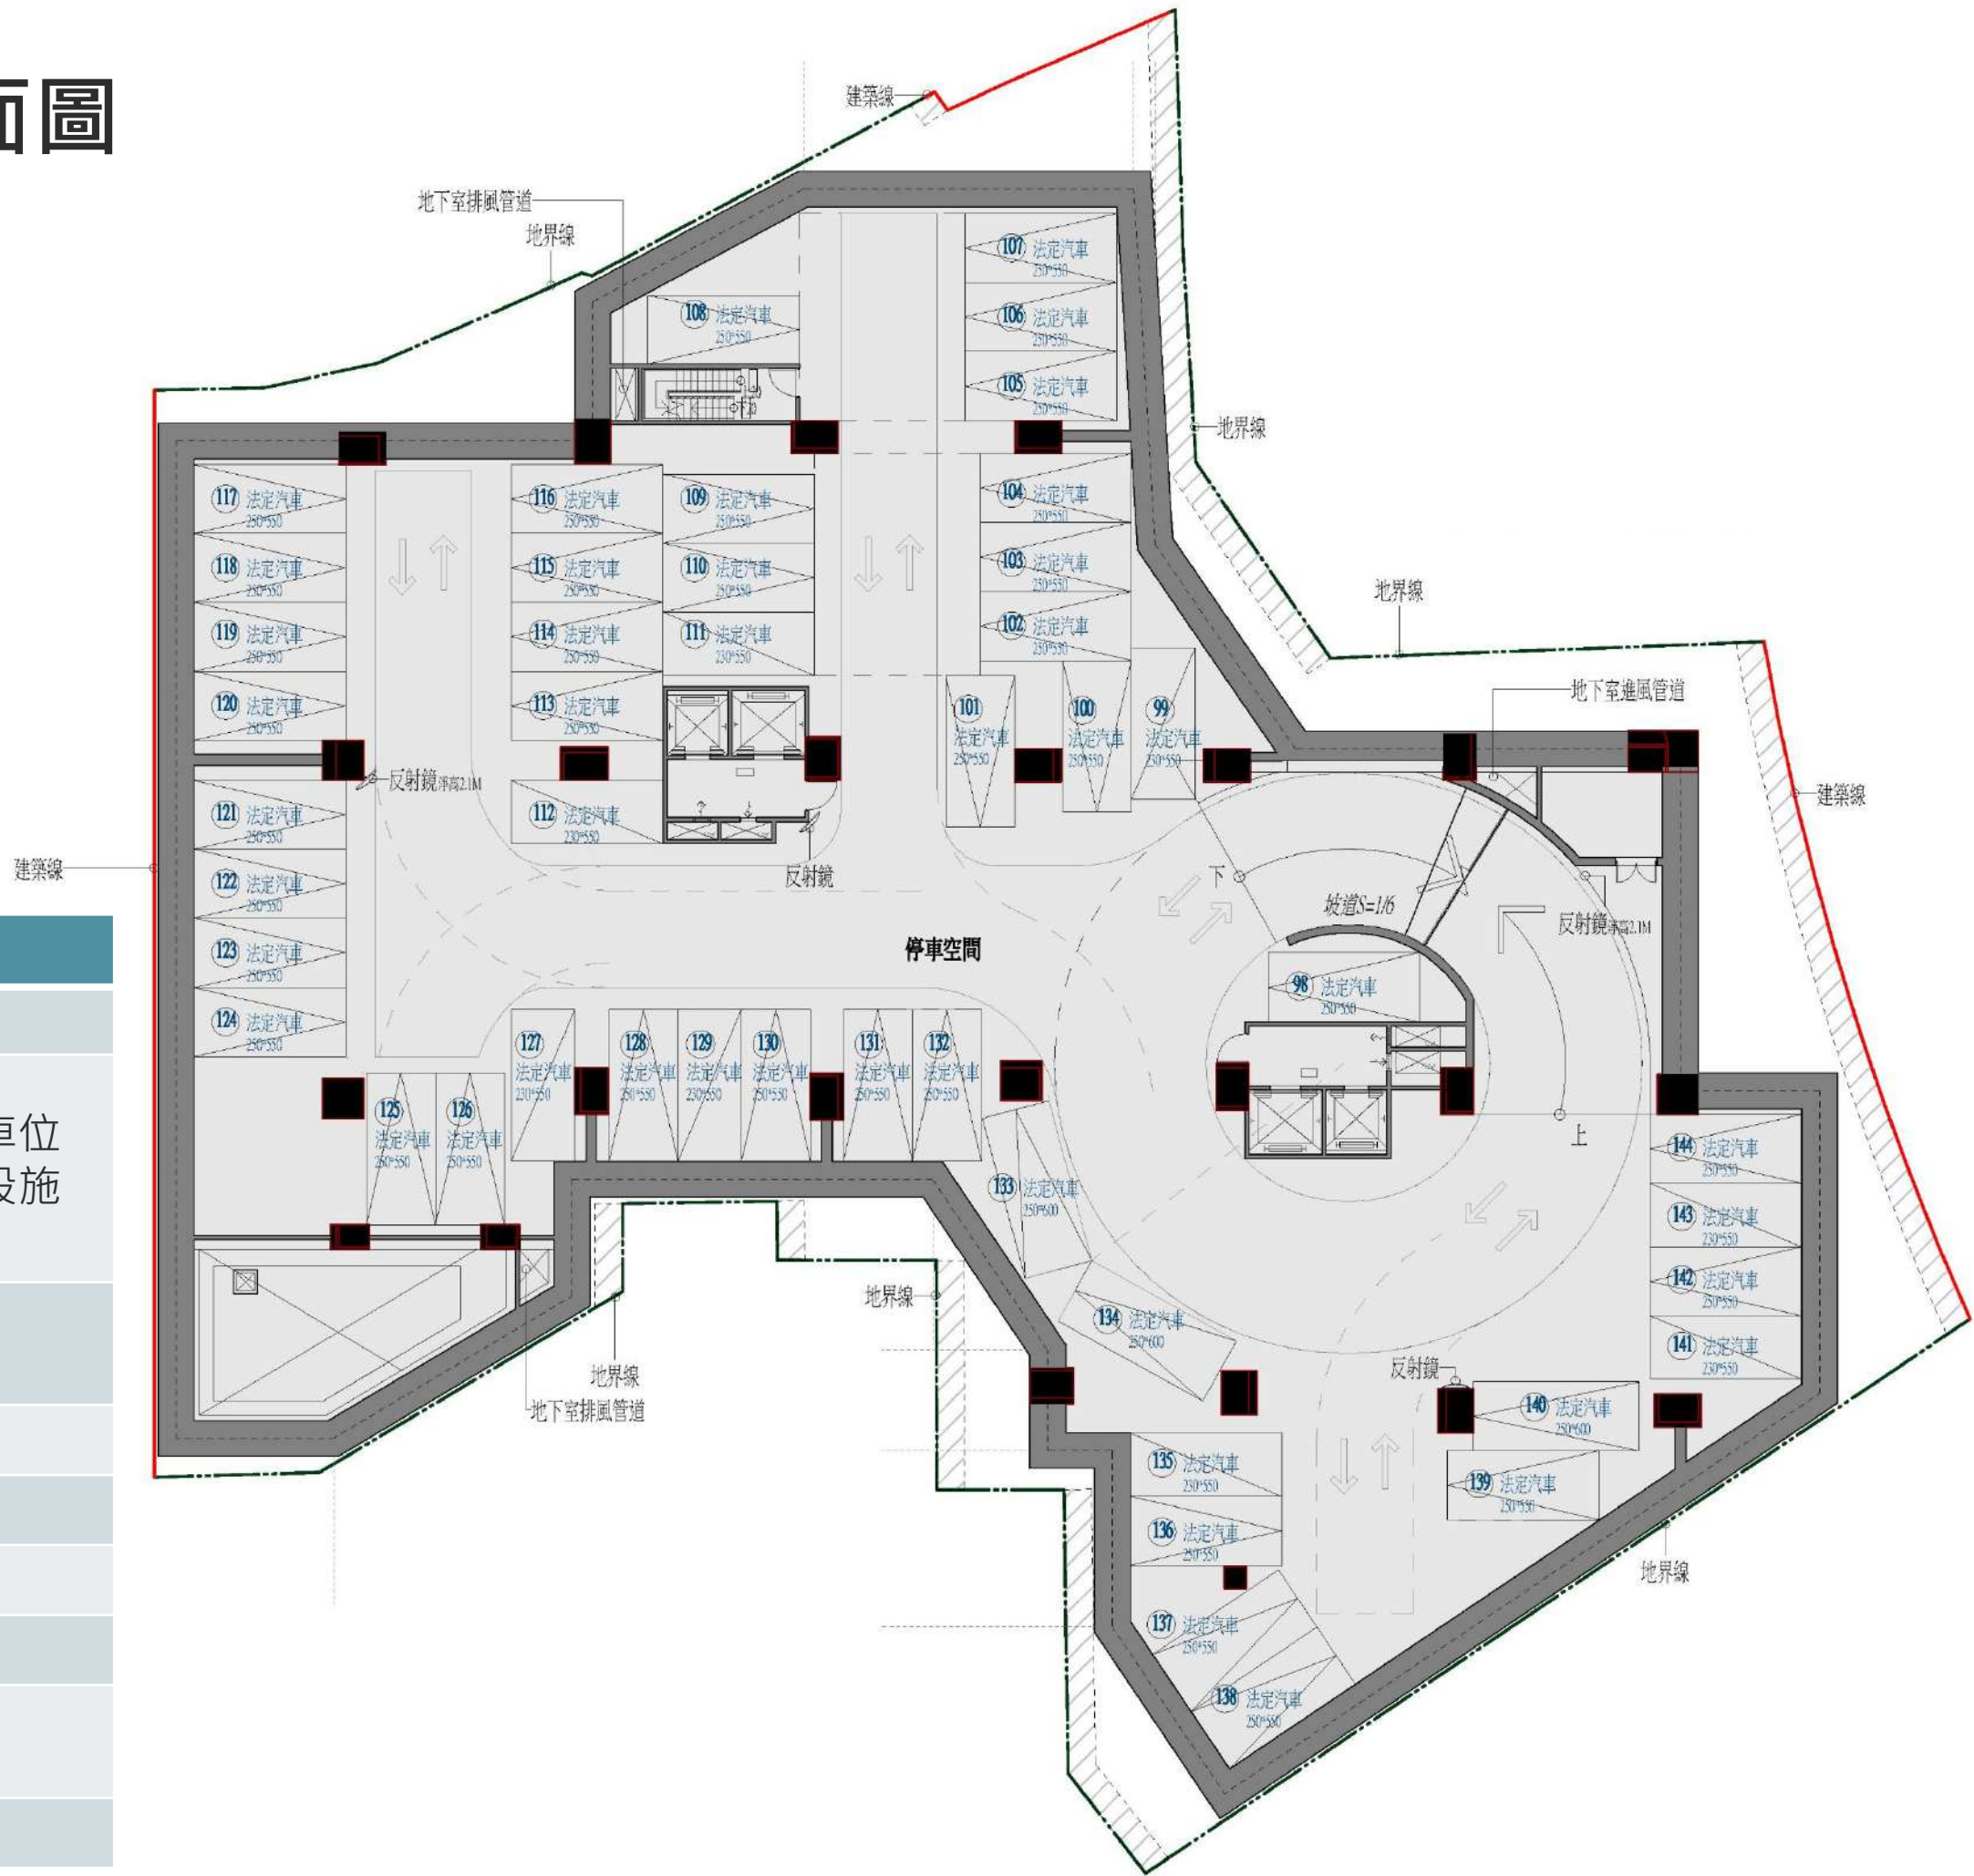 面圖
建築線
地下室排風管道
地界線
107 法定汽車
250*550
106 法定汽車
250*550
105 法定汽車
250*550
108 法定汽車
250*550
地界線
117 法定汽車
250*550
116 法定汽車
250*550
109 法定汽車
250*550
104 法定汽車
250*550
118 法定汽車
250*550
115 法定汽車
250*550
110 法定汽車
250*550
103 法定汽車
250*550
119 法定汽車
250*550
114 法定汽車
250*550
111 法定汽車
230*550
102 法定汽車
250*550
地界線
120 法定汽車
250*550
113 法定汽車
250*550
101
法定汽車
250*550
100
法定汽車
250*550
99
法定汽車
230*550
地下室進風管道
反射鏡淨高2.1M
建築線
121 法定汽車
250*550
112 法定汽車
230*550
建築線
反射鏡
122 法定汽車
250*550
下
坡道S=1/6
反射鏡淨高2.1M
123 法定汽車
250*550
停車空間
98 法定汽車
250*550
124 法定汽車
250*550
127
法定汽車
230*550
128
法定汽車
250*550
129
法定汽車
230*550
130
法定汽車
250*550
131
法定汽車
250*550
132
法定汽車
250*550
125
法定汽車
250*550
126
法定汽車
250*550
車位
設施
上
144 法定汽車
250*550
133 法定汽車
250*600
143 法定汽車
230*550
142 法定汽車
250*550
地界線
134 法定汽車
250*600
141 法定汽車
230*550
地界線
反射鏡
地下室排風管道
140 法定汽車
250*600
135 法定汽車
230*550
139 法定汽車
250*550
136 法定汽車
250*550
地界線
137 法定汽車
250*550
138 法定汽車
250*550